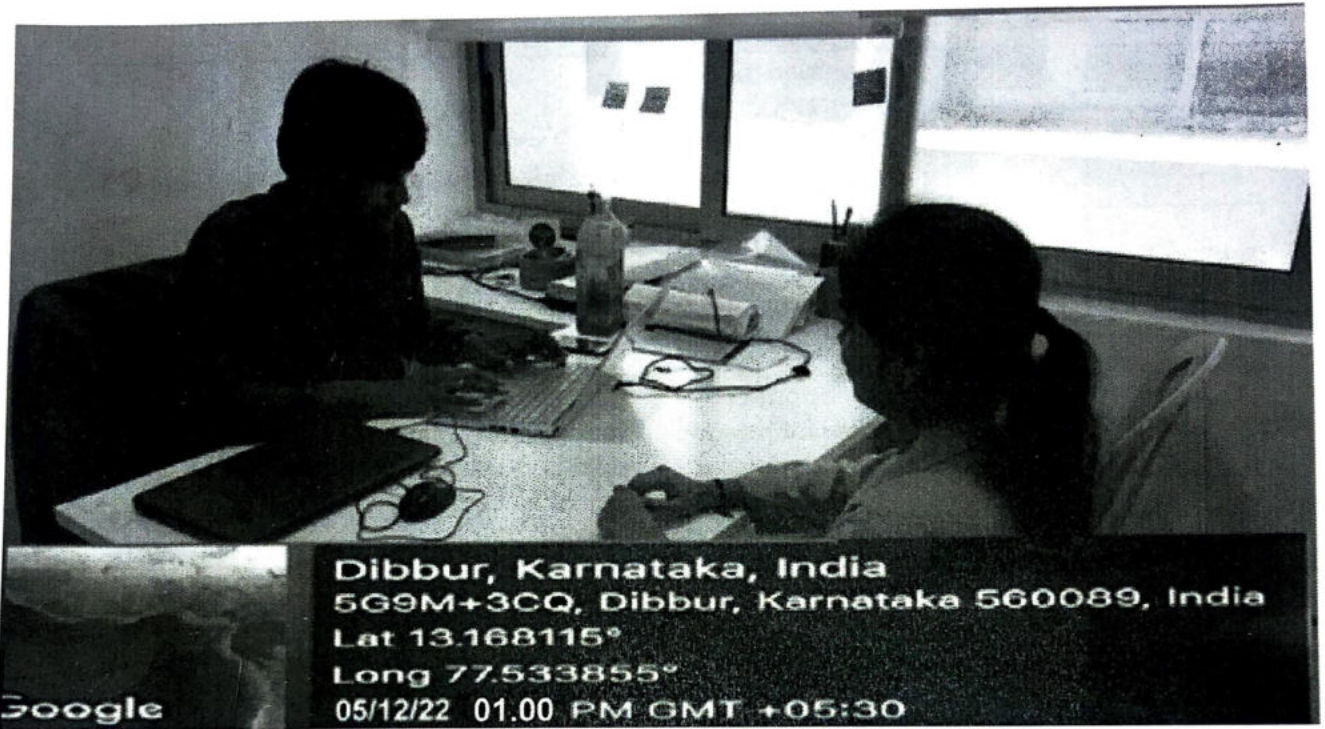 Dibbur, Karnataka, India
5G9M+3CQ, Dibbur, Karnataka 560089, India
Lat 13.168115°
Long 77.533855°
05/12/22 01.00 PM GMT +05:30
Google